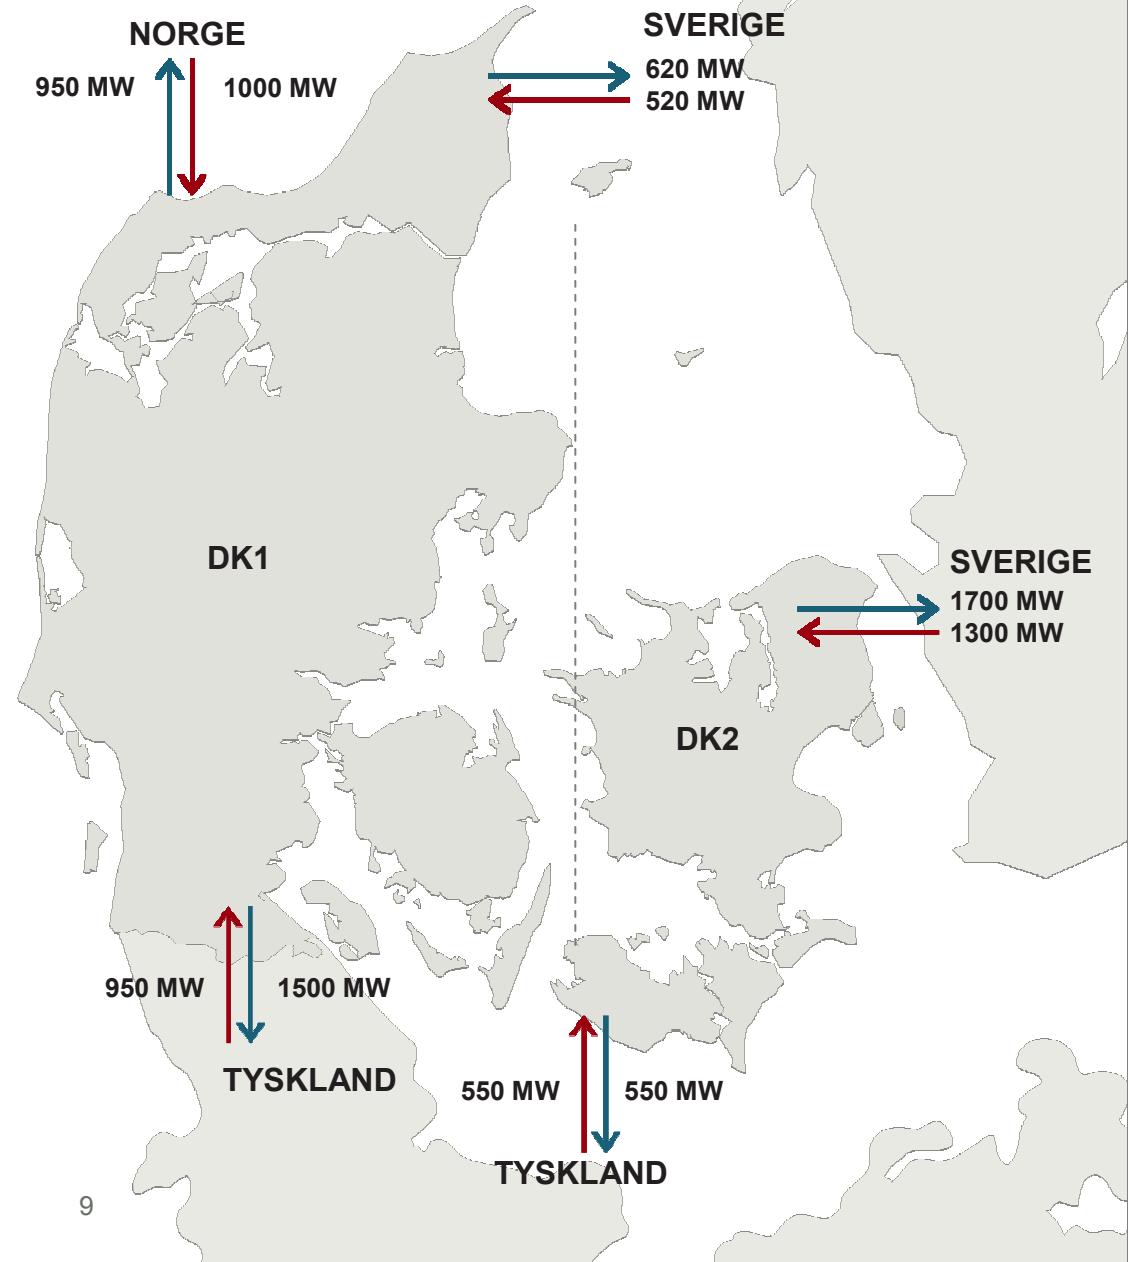 NORGE
950 MW
1000 MW
SVERIGE
620 MW
520 MW
DK1
SVERIGE
1700 MW
1300 MW
DK2
950 MW
1500 MW
TYSKLAND
550 MW
550 MW
TYSKLAND
9